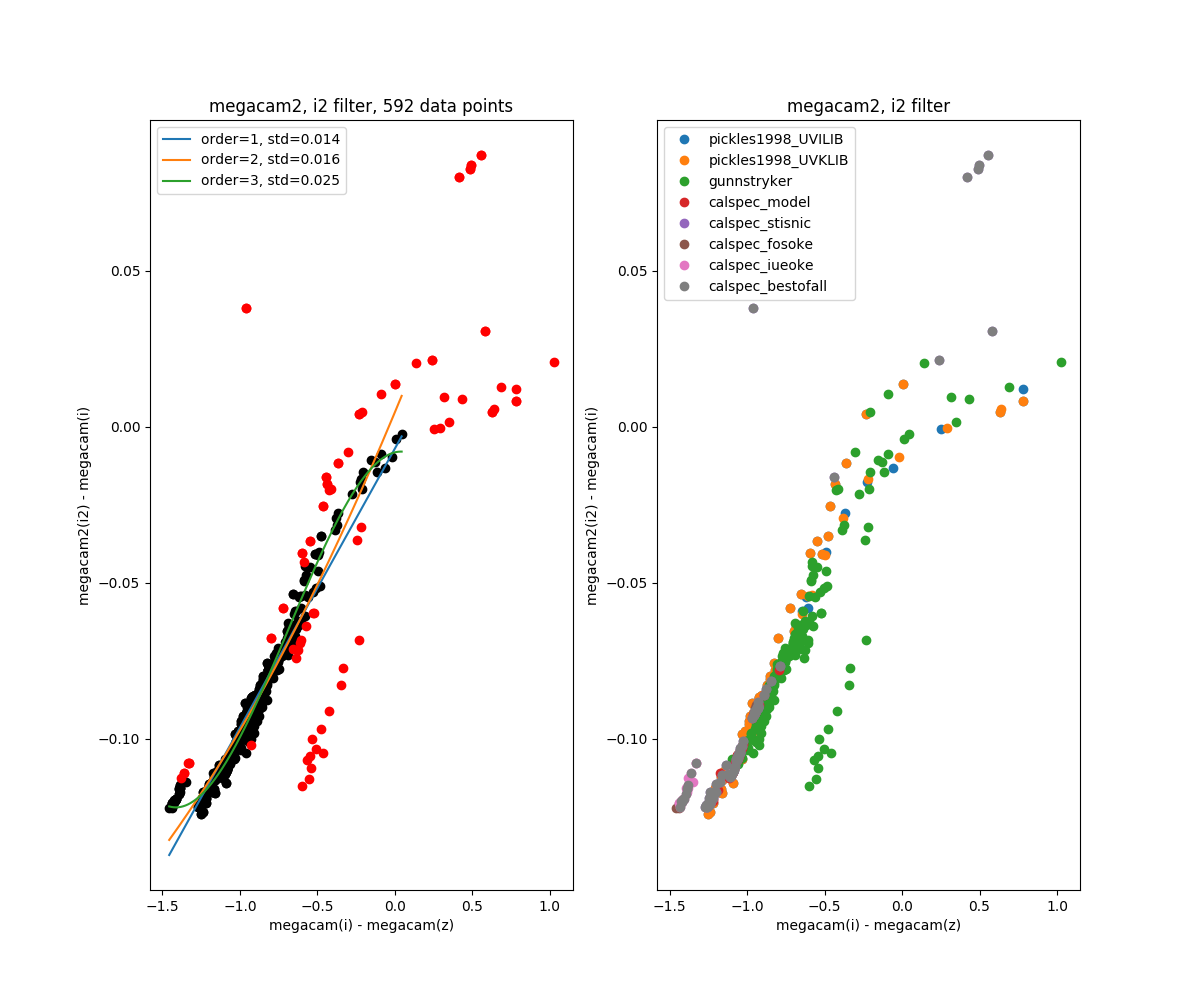 megacam2, i2 filter, 592 data points
order=1, std=0.014
order=2, std=0.016
order=3, std=0.025
0.05
0.00
−0.05
−0.10
megacam2(i2) - megacam(i)
−1.5 −1.0 −0.5 0.0 0.5 1.0
megacam(i) - megacam(z)
megacam2, i2 filter
pickles1998_UVILIB
pickles1998_UVKLIB
gunnstryker
calspec_model
calspec_stisnic
calspec_fosoke
calspec_iueoke
calspec_bestofall
0.05
0.00
−0.05
−0.10
megacam2(i2) - megacam(i)
−1.5 −1.0 −0.5 0.0 0.5 1.0
megacam(i) - megacam(z)